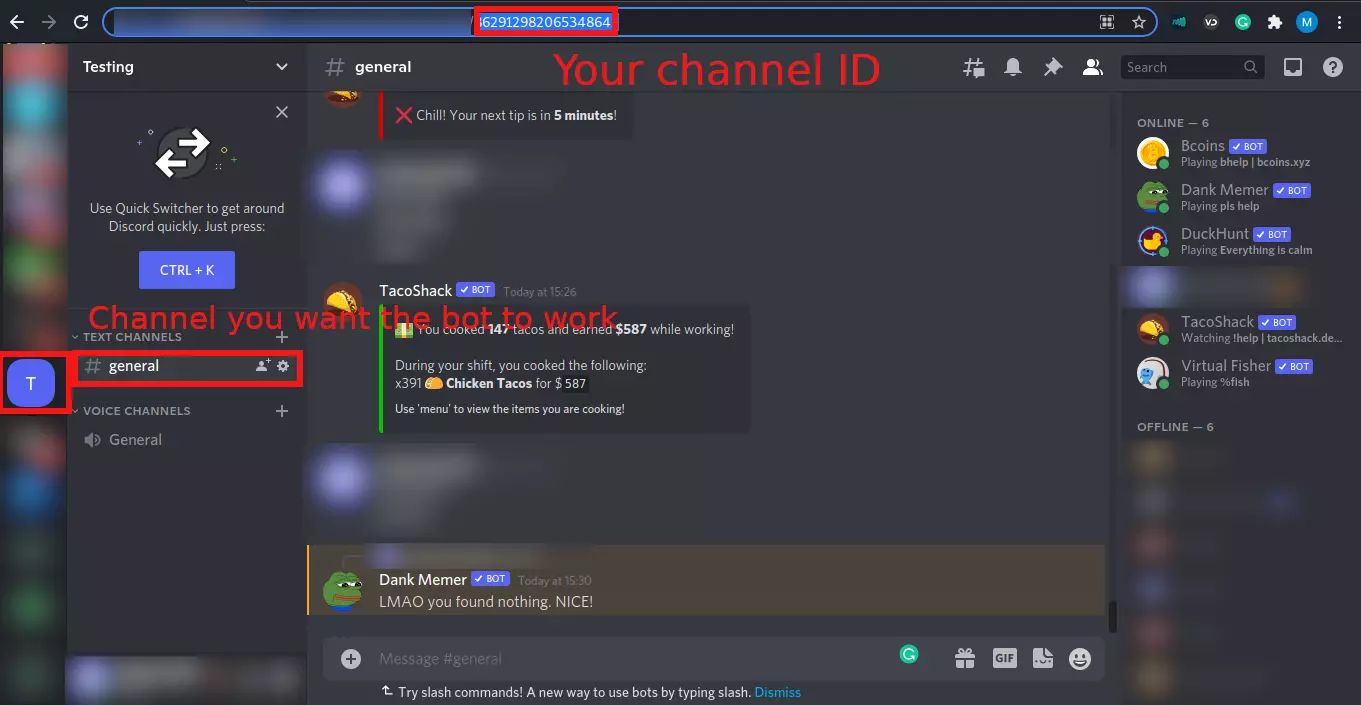 36291298206534864
M
Testing
general
Your channel ID
Search
Chill! Your next tip is in 5 minutes!
Use Quick Switcher to get around
Discord quickly. Just press:
CTRL + K
TacoShack BOT Today at 15:26
Channel you want the bot to work
You cooked 147 tacos and earned $587 while working!
During your shift, you cooked the following:
x391 Chicken Tacos for $ 587
Use 'menu' to view the items you are cooking!
TEXT CHANNELS
general
T
VOICE CHANNELS
General
Dank Memer BOT Today at 15:30
LMAO you found nothing. NICE!
Message #general
GIF
Try slash commands! A new way to use bots by typing slash. Dismiss
ONLINE — 6
Bcoins BOT
Playing bhelp | bcoins.xyz
Dank Memer BOT
Playing pls help
DuckHunt BOT
Playing Everything is calm
TacoShack BOT
Watching !help | tacoshack.de...
Virtual Fisher BOT
Playing %fish
OFFLINE — 6